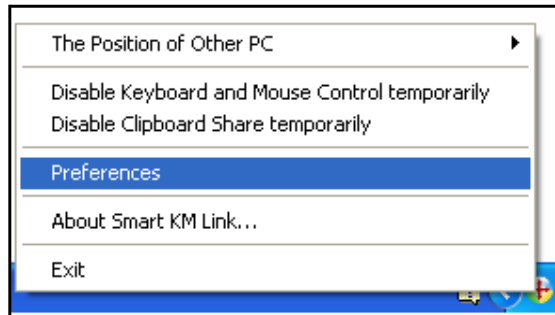 The Position of Other PC
Disable Keyboard and Mouse Control temporarily
Disable Clipboard Share temporarily
Preferences
About Smart KM Link...
Exit